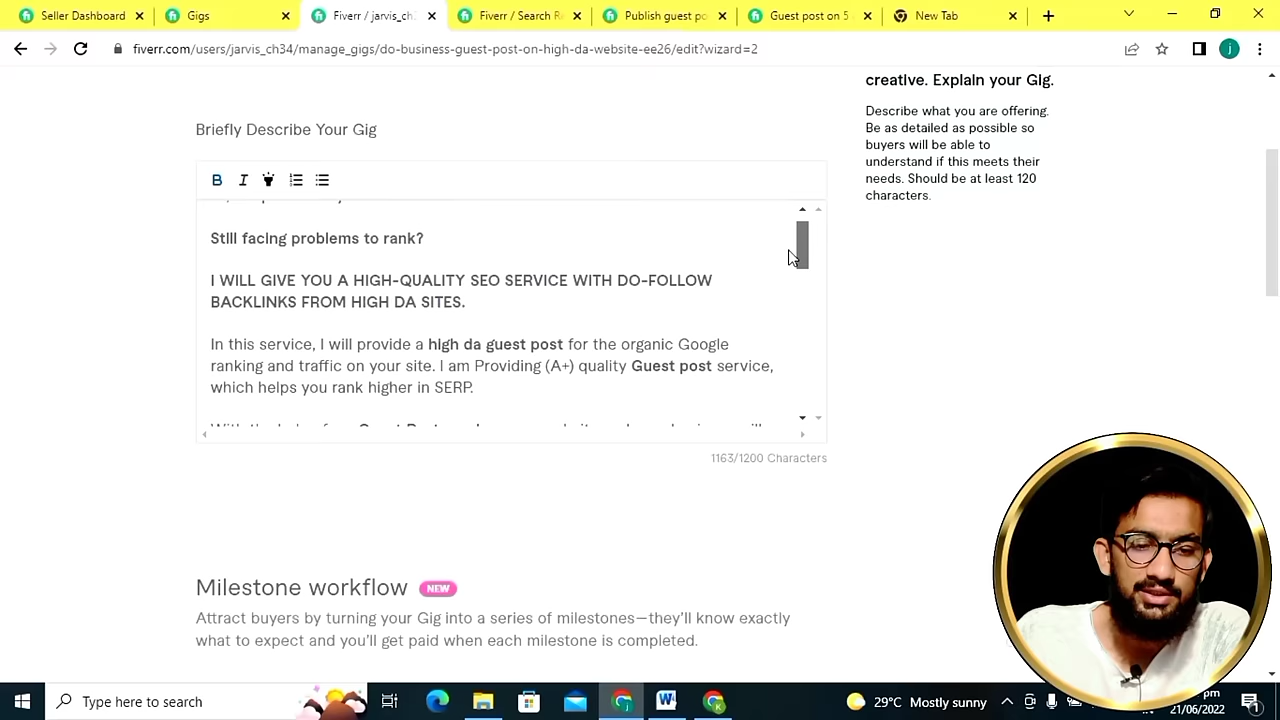 Seller Dashboard
Gigs
Fiverr / jarvis_ch
Fiverr / Search R
Publish guest po
Guest post on 5
New Tab
fiverr.com/users/jarvis_ch34/manage_gigs/do-business-guest-post-on-high-da-website-ee26/edit?wizard=2
j
creative. Explain your Gig.
Describe what you are offering.
Be as detailed as possible so
buyers will be able to
understand if this meets their
needs. Should be at least 120
characters.
Briefly Describe Your Gig
B I
Still facing problems to rank?
I WILL GIVE YOU A HIGH-QUALITY SEO SERVICE WITH DO-FOLLOW
BACKLINKS FROM HIGH DA SITES.
In this service, I will provide a high da guest post for the organic Google
ranking and traffic on your site. I am Providing (A+) quality Guest post service,
which helps you rank higher in SERP.
1163/1200 Characters
Milestone workflow NEW
Attract buyers by turning your Gig into a series of milestones—they'll know exactly
what to expect and you'll get paid when each milestone is completed.
Type here to search
29°C Mostly sunny
pm
21/06/2022